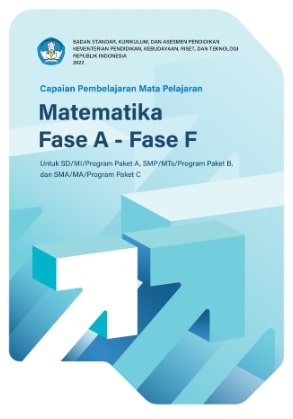 BADAN STANDAR, KURIKULUM, DAN ASESMEN PENDIDIKAN
KEMENTERIAN PENDIDIKAN, KEBUDAYAAN, RISET, DAN TEKNOLOGI
REPUBLIK INDONESIA
2022
Capaian Pembelajaran Mata Pelajaran
Matematika
Fase A - Fase F
Untuk SD/MI/Program Paket A, SMP/MTs/Program Paket B,
dan SMA/MA/Program Paket C